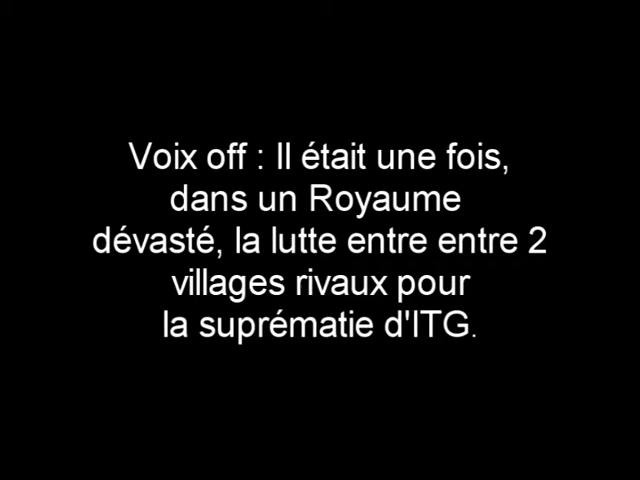 Voix off : Il était une fois,
dans un Royaume
dévasté, la lutte entre entre 2
villages rivaux pour
la suprématie d'ITG.